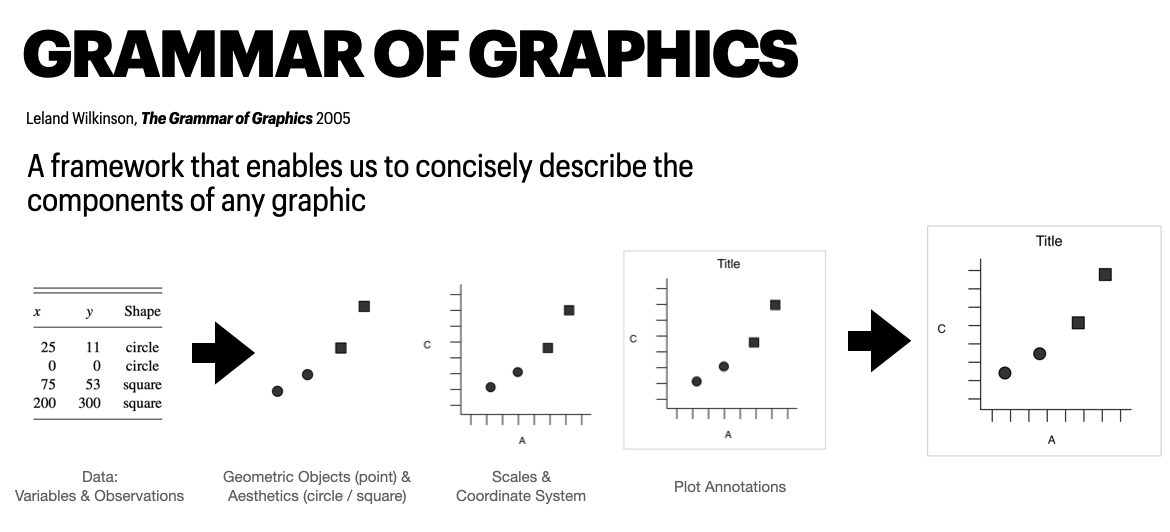 GRAMMAR OF GRAPHICS
Leland Wilkinson, The Grammar of Graphics 2005
A framework that enables us to concisely describe the
components of any graphic
x y Shape
25 11 circle
0 0 circle
75 53 square
200 300 square
C
A
Title
C
A
Title
C
A
Data:
Variables & Observations
Geometric Objects (point) &
Aesthetics (circle / square)
Scales &
Coordinate System
Plot Annotations